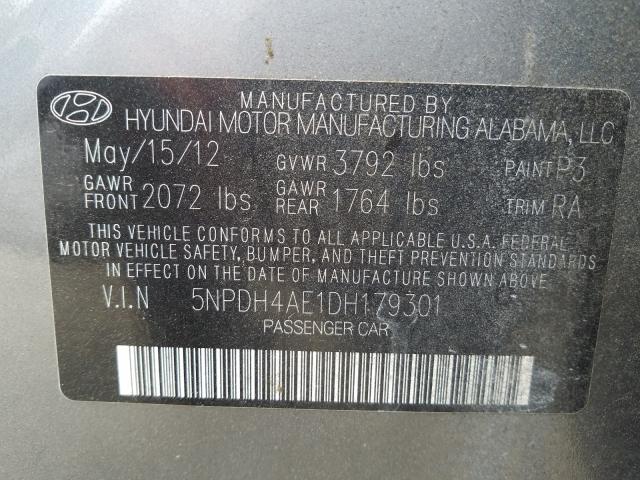 MANUFACTURED BY
HYUNDAI MOTOR MANUFACTURING ALABAMA, LLC
May/15/12 GVWR 3792 lbs PAINT P3
GAWR FRONT 2072 lbs GAWR REAR 1764 lbs TRIM RA
THIS VEHICLE CONFORMS TO ALL APPLICABLE U.S.A. FEDERAL
MOTOR VEHICLE SAFETY, BUMPER, AND THEFT PREVENTION STANDARDS
IN EFFECT ON THE DATE OF MANUFACTURE SHOWN ABOVE.
V.I.N 5NPDH4AE1DH179301
PASSENGER CAR